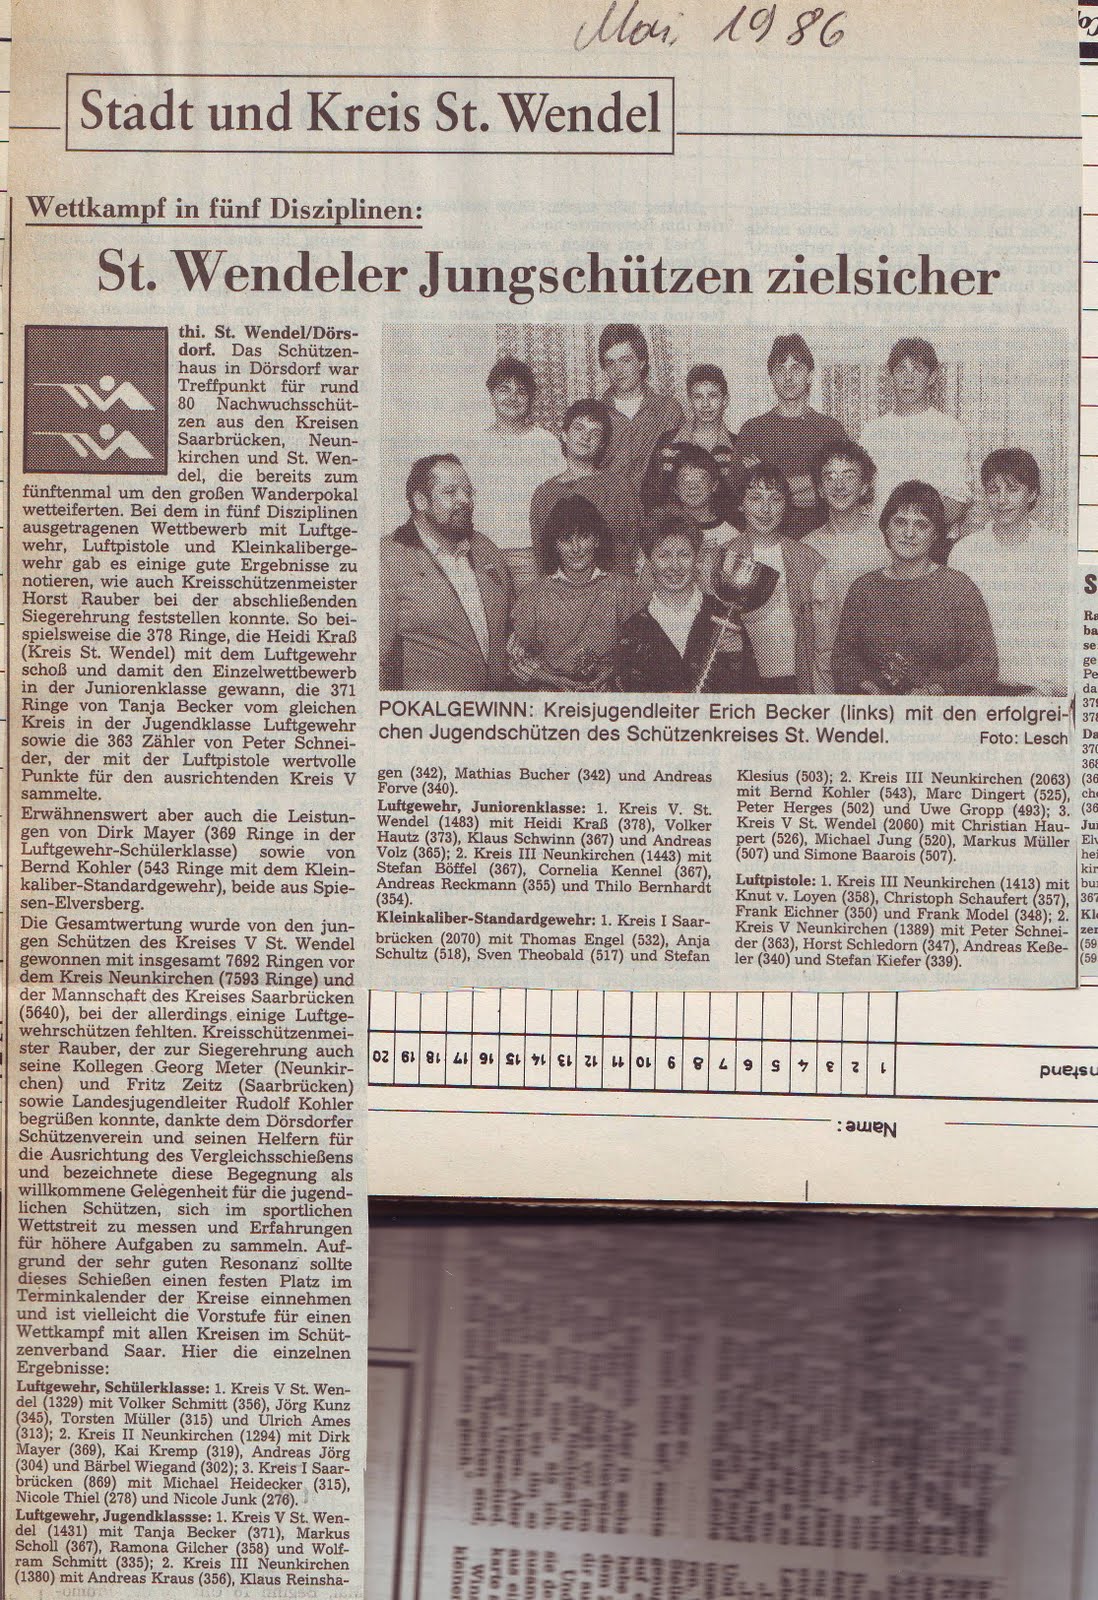 Mai 1986
Stadt und Kreis St. Wendel
Wettkampf in fünf Disziplinen:
St. Wendeler Jungschützen zielsicher
thi. St. Wendel/Dörs-
dorf. Das Schützen-
haus in Dörsdorf war
Treffpunkt für rund
80 Nachwuchsschüt-
zen aus den Kreisen
Saarbrücken, Neun-
kirchen und St. Wen-
del, die bereits zum
fünftenmal um den großen Wanderpokal
wetteiferten. Bei dem in fünf Disziplinen
ausgetragenen Wettbewerb mit Luftge-
wehr, Luftpistole und Kleinkaliberge-
wehr gab es einige gute Ergebnisse zu
notieren, wie auch Kreisschützenmeister
Horst Rauber bei der abschließenden
Siegerehrung feststellen konnte. So bei-
spielsweise die 378 Ringe, die Heidi Kraß
(Kreis St. Wendel) mit dem Luftgewehr
schoß und damit den Einzelwettbewerb
in der Juniorenklasse gewann, die 371
Ringe von Tanja Becker vom gleichen
Kreis in der Jugendklasse Luftgewehr
sowie die 363 Zähler von Peter Schnei-
der, der mit der Luftpistole wertvolle
Punkte für den ausrichtenden Kreis V
sammelte.
Erwähnenswert aber auch die Leistun-
gen von Dirk Mayer (369 Ringe in der
Luftgewehr-Schülerklasse) sowie von
Bernd Kohler (543 Ringe mit dem Klein-
kaliber-Standardgewehr), beide aus Spie-
sen-Elversberg.
Die Gesamtwertung wurde von den jun-
gen Schützen des Kreises V St. Wendel
gewonnen mit insgesamt 7692 Ringen vor
dem Kreis Neunkirchen (7593 Ringe) und
der Mannschaft des Kreises Saarbrücken
(5640), bei der allerdings einige Luftge-
wehrschützen fehlten. Kreisschützenmei-
ster Rauber, der zur Siegerehrung auch
seine Kollegen Georg Meter (Neunkir-
chen) und Fritz Zeitz (Saarbrücken)
sowie Landesjugendleiter Rudolf Kohler
begrüßen konnte, dankte dem Dörsdorfer
Schützenverein und seinen Helfern für
die Ausrichtung des Vergleichsschießens
und bezeichnete diese Begegnung als
willkommene Gelegenheit für die jugend-
lichen Schützen, sich im sportlichen
Wettstreit zu messen und Erfahrungen
für höhere Aufgaben zu sammeln. Auf-
grund der sehr guten Resonanz sollte
dieses Schießen einen festen Platz im
Terminkalender der Kreise einnehmen
und ist vielleicht die Vorstufe für einen
Wettkampf mit allen Kreisen im Schüt-
zenverband Saar. Hier die einzelnen
Ergebnisse:
Luftgewehr, Schülerklasse: 1. Kreis V St. Wen-
del (1329) mit Volker Schmitt (356), Jörg Kunz
(345), Torsten Müller (315) und Ulrich Ames
(313); 2. Kreis II Neunkirchen (1294) mit Dirk
Mayer (369), Kai Kremp (319), Andreas Jörg
(304) und Bärbel Wiegand (302); 3. Kreis I Saar-
brücken (869) mit Michael Heidecker (315),
Nicole Thiel (278) und Nicole Junk (276).
Luftgewehr, Jugendklassse: 1. Kreis V St. Wen-
del (1431) mit Tanja Becker (371), Markus
Scholl (367), Ramona Gilcher (358) und Wolf-
ram Schmitt (335); 2. Kreis III Neunkirchen
(1380) mit Andreas Kraus (356), Klaus Reinsha-
POKALGEWINN: Kreisjugendleiter Erich Becker (links) mit den erfolgrei-
chen Jugendschützen des Schützenkreises St. Wendel. Foto: Lesch
gen (342), Mathias Bucher (342) und Andreas
Forve (340).
Luftgewehr, Juniorenklasse: 1. Kreis V. St.
Wendel (1483) mit Heidi Kraß (378), Volker
Hautz (373), Klaus Schwinn (367) und Andreas
Volz (365); 2. Kreis III Neunkirchen (1443) mit
Stefan Böffel (367), Cornelia Kennel (367),
Andreas Reckmann (355) und Thilo Bernhardt
(354).
Kleinkaliber-Standardgewehr: 1. Kreis I Saar-
brücken (2070) mit Thomas Engel (532), Anja
Schultz (518), Sven Theobald (517) und Stefan
Klesius (503); 2. Kreis III Neunkirchen (2063)
mit Bernd Kohler (543), Marc Dingert (525),
Peter Herges (502) und Uwe Gropp (493); 3.
Kreis V St. Wendel (2060) mit Christian Hau-
pert (526), Michael Jung (520), Markus Müller
(507) und Simone Baarois (507).
Luftpistole: 1. Kreis III Neunkirchen (1413) mit
Knut v. Loyen (358), Christoph Schaufert (357),
Frank Eichner (350) und Frank Model (348); 2.
Kreis V Neunkirchen (1389) mit Peter Schnei-
der (363), Horst Schledorn (347), Andreas Keße-
ler (340) und Stefan Kiefer (339).
1 2 3 4 5 6 7 8 9 10 11 12 13 14 15 16 17 18 19 20
nstand
Name: